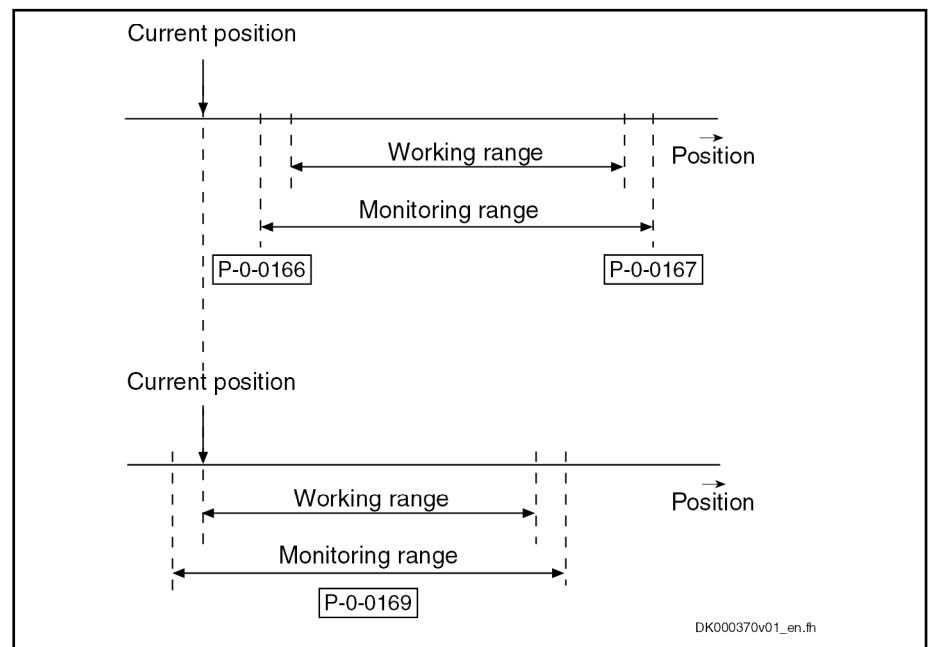 Current position
Working range
Position
Monitoring range
P-0-0166
P-0-0167
Current position
Working range
Position
Monitoring range
P-0-0169
DK000370v01_en.fh